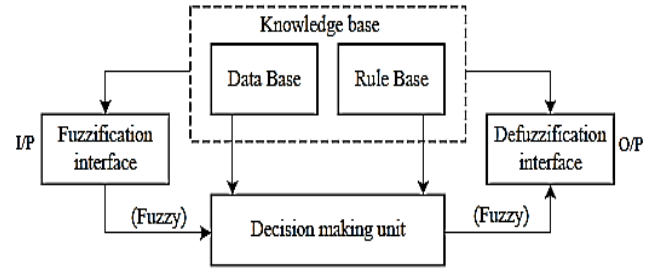 Knowledge base
Data Base
Rule Base
I/P
Fuzzification
interface
Defuzzification
interface
O/P
(Fuzzy)
Decision making unit
(Fuzzy)